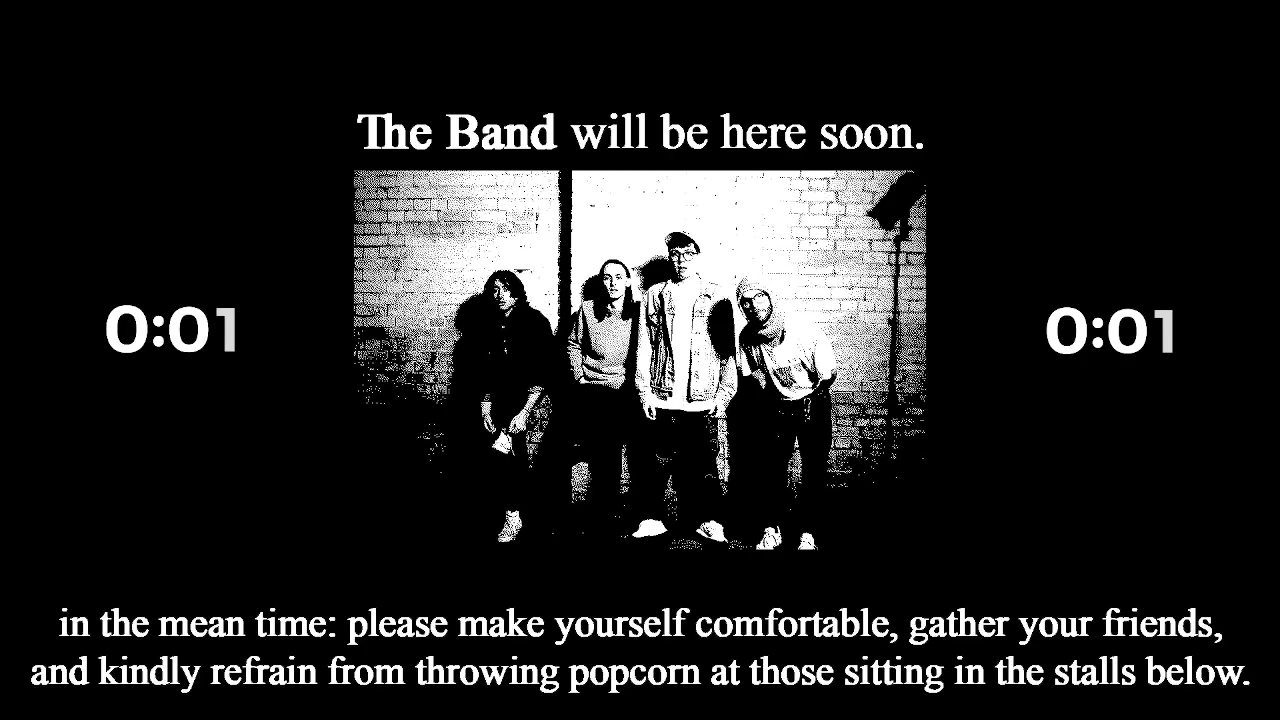 The Band will be here soon.
0:01
0:01
in the mean time: please make yourself comfortable, gather your friends,
and kindly refrain from throwing popcorn at those sitting in the stalls below.